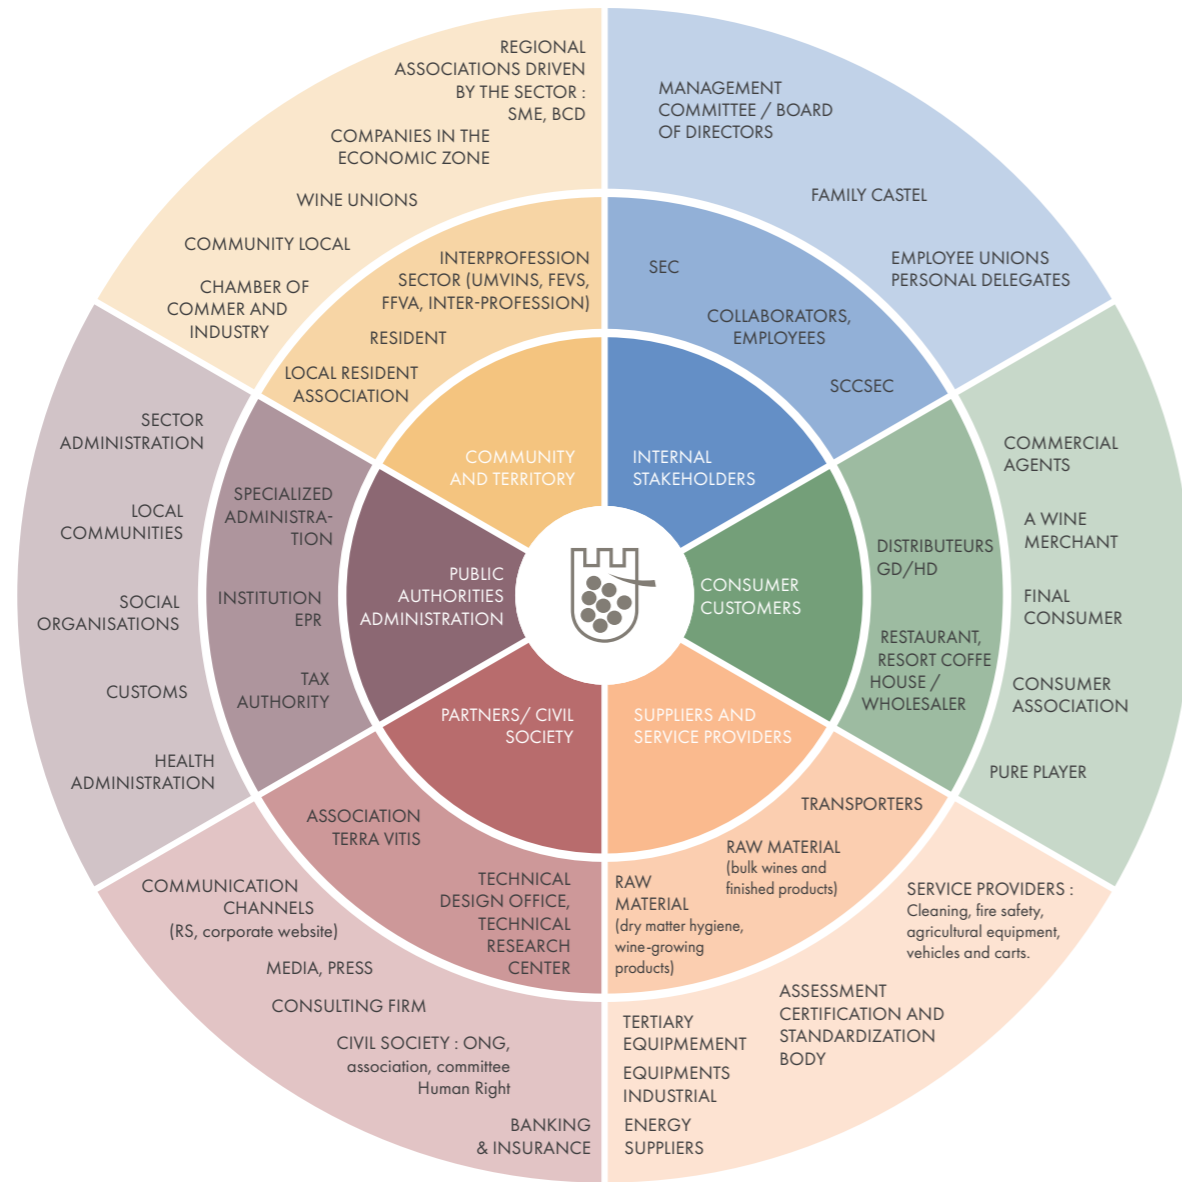 REGIONAL
ASSOCIATIONS DRIVEN
BY THE SECTOR :
SME, BCD
COMPANIES IN THE
ECONOMIC ZONE
WINE UNIONS
COMMUNITY LOCAL
CHAMBER OF
COMMER AND
INDUSTRY
INTERPROFESSION
SECTOR (UMVINS, FEVS,
FFVA, INTER-PROFESSION)
RESIDENT
LOCAL RESIDENT
ASSOCIATION
COMMUNITY
AND TERRITORY
MANAGEMENT
COMMITTEE / BOARD
OF DIRECTORS
FAMILY CASTEL
EMPLOYEE UNIONS
PERSONAL DELEGATES
SEC
COLLABORATORS,
EMPLOYEES
SCCSEC
INTERNAL
STAKEHOLDERS
COMMERCIAL
AGENTS
A WINE
MERCHANT
FINAL
CONSUMER
CONSUMER
ASSOCIATION
PURE PLAYER
DISTRIBUTEURS
GD/HD
RESTAURANT,
RESORT COFFE
HOUSE /
WHOLESALER
CONSUMER
CUSTOMERS
SUPPLIERS AND
SERVICE PROVIDERS
TRANSPORTERS
RAW MATERIAL
(bulk wines and
finished products)
RAW
MATERIAL
(dry matter hygiene,
wine-growing
products)
SERVICE PROVIDERS :
Cleaning, fire safety,
agricultural equipment,
vehicles and carts.
ASSESSMENT
CERTIFICATION AND
STANDARDIZATION
BODY
TERTIARY
EQUIPMEMENT
EQUIPMENTS
INDUSTRIAL
ENERGY
SUPPLIERS
PARTNERS/ CIVIL
SOCIETY
ASSOCIATION
TERRA VITIS
TECHNICAL
DESIGN OFFICE,
TECHNICAL
RESEARCH
CENTER
COMMUNICATION
CHANNELS
(RS, corporate website)
MEDIA, PRESS
CONSULTING FIRM
CIVIL SOCIETY : ONG,
association, committee
Human Right
BANKING
& INSURANCE
PUBLIC
AUTHORITIES
ADMINISTRATION
SPECIALIZED
ADMINISTRA-
TION
INSTITUTION
EPR
TAX
AUTHORITY
SECTOR
ADMINISTRATION
LOCAL
COMMUNITIES
SOCIAL
ORGANISATIONS
CUSTOMS
HEALTH
ADMINISTRATION